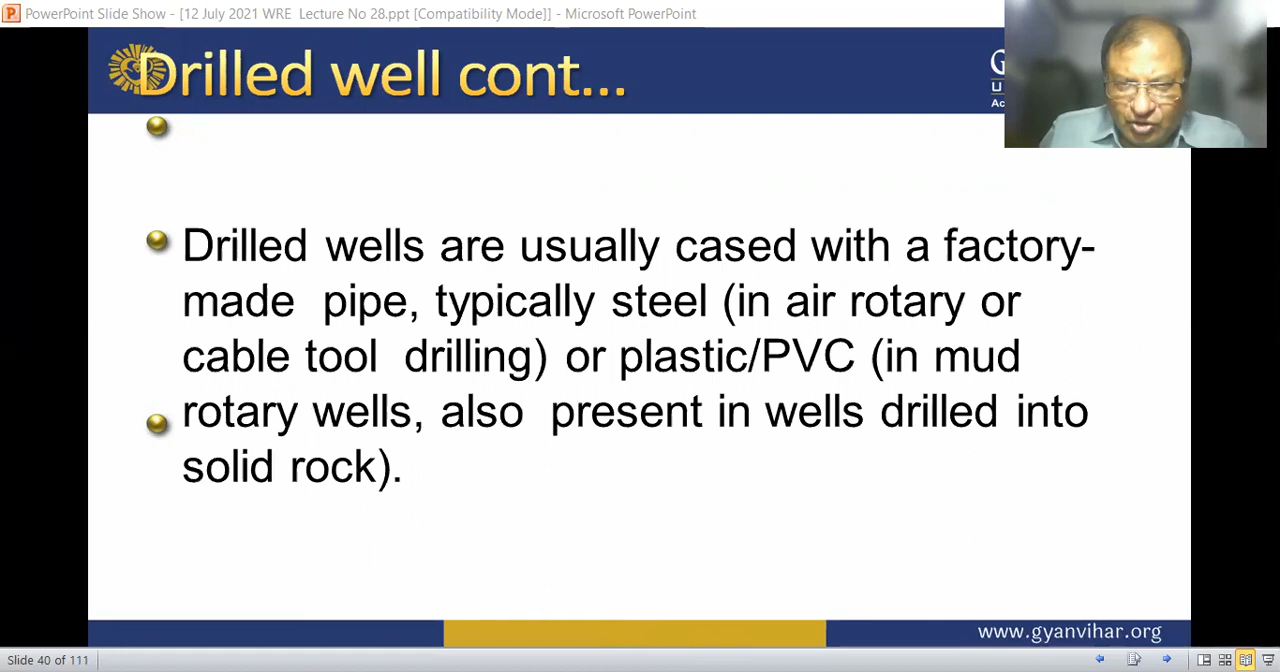 PowerPoint Slide Show - [12 July 2021 WRE Lecture No 28.ppt [Compatibility Mode]] - Microsoft PowerPoint
Drilled well cont...
G
U
Ac
Drilled wells are usually cased with a factory-
made pipe, typically steel (in air rotary or
cable tool drilling) or plastic/PVC (in mud
rotary wells, also present in wells drilled into
solid rock).
www.gyanvihar.org
Slide 40 of 111